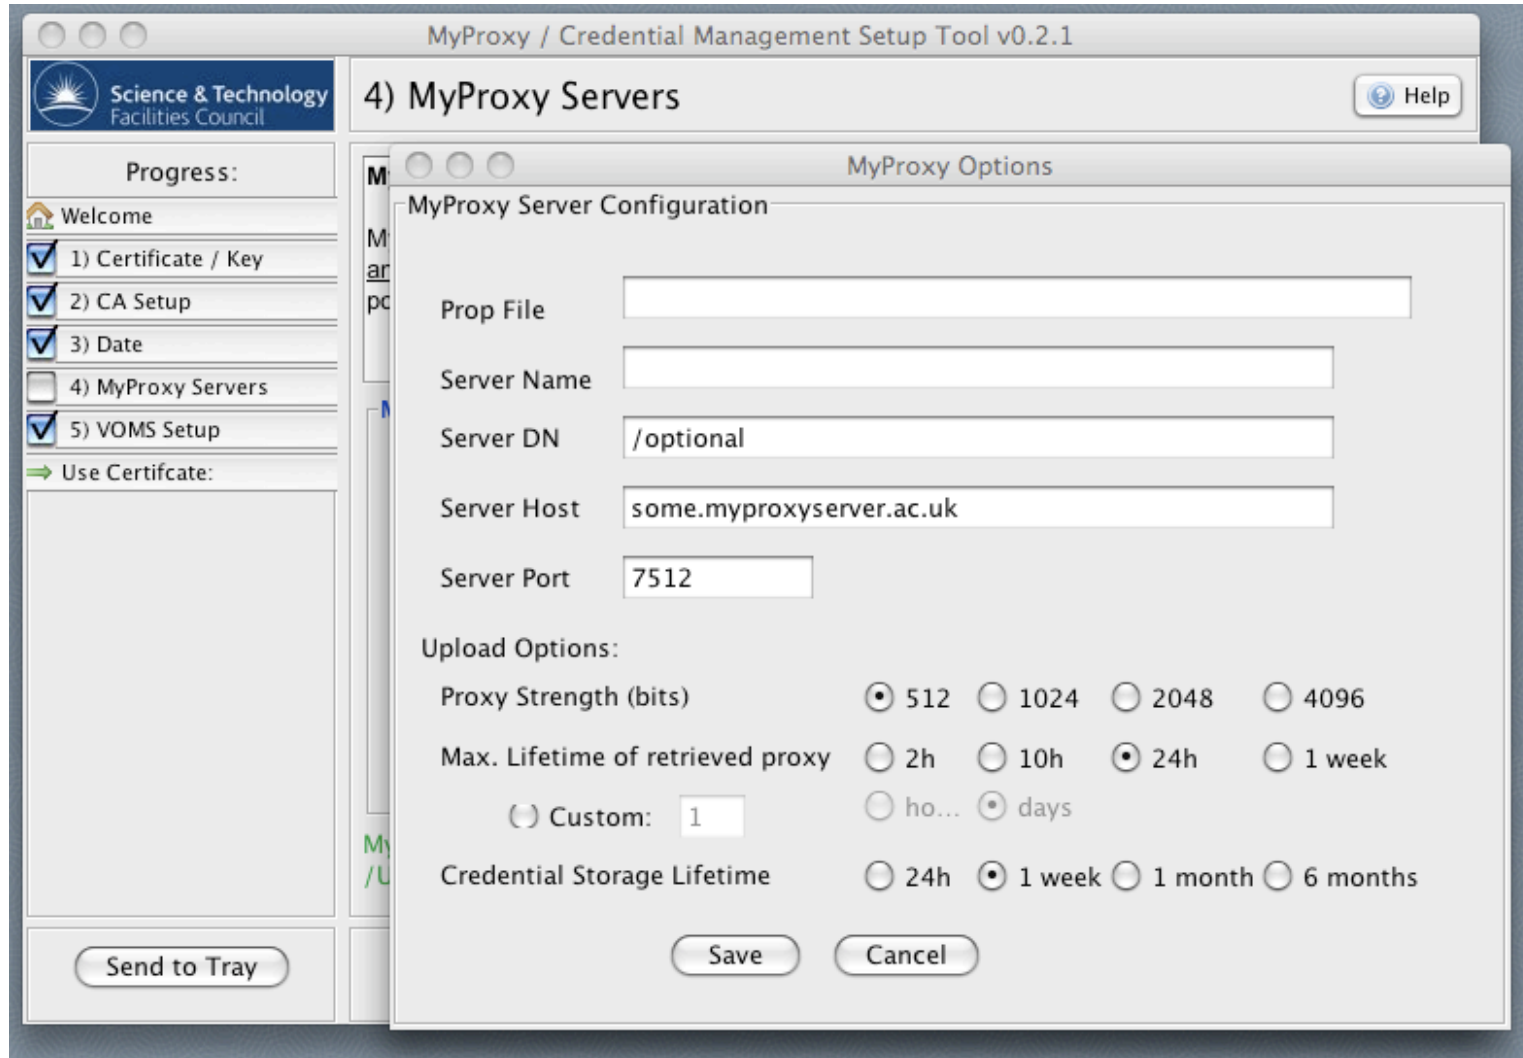 MyProxy / Credential Management Setup Tool v0.2.1
Science & Technology
Facilities Council
4) MyProxy Servers
Help
Progress:
Welcome
1) Certificate / Key
2) CA Setup
3) Date
4) MyProxy Servers
5) VOMS Setup
Use Certifcate:
Send to Tray
MyProxy Options
MyProxy Server Configuration
Prop File
Server Name
Server DN /optional
Server Host some.myproxyserver.ac.uk
Server Port 7512
Upload Options:
Proxy Strength (bits) 512 1024 2048 4096
Max. Lifetime of retrieved proxy 2h 10h 24h 1 week
Custom: 1 ho... days
Credential Storage Lifetime 24h 1 week 1 month 6 months
Save Cancel